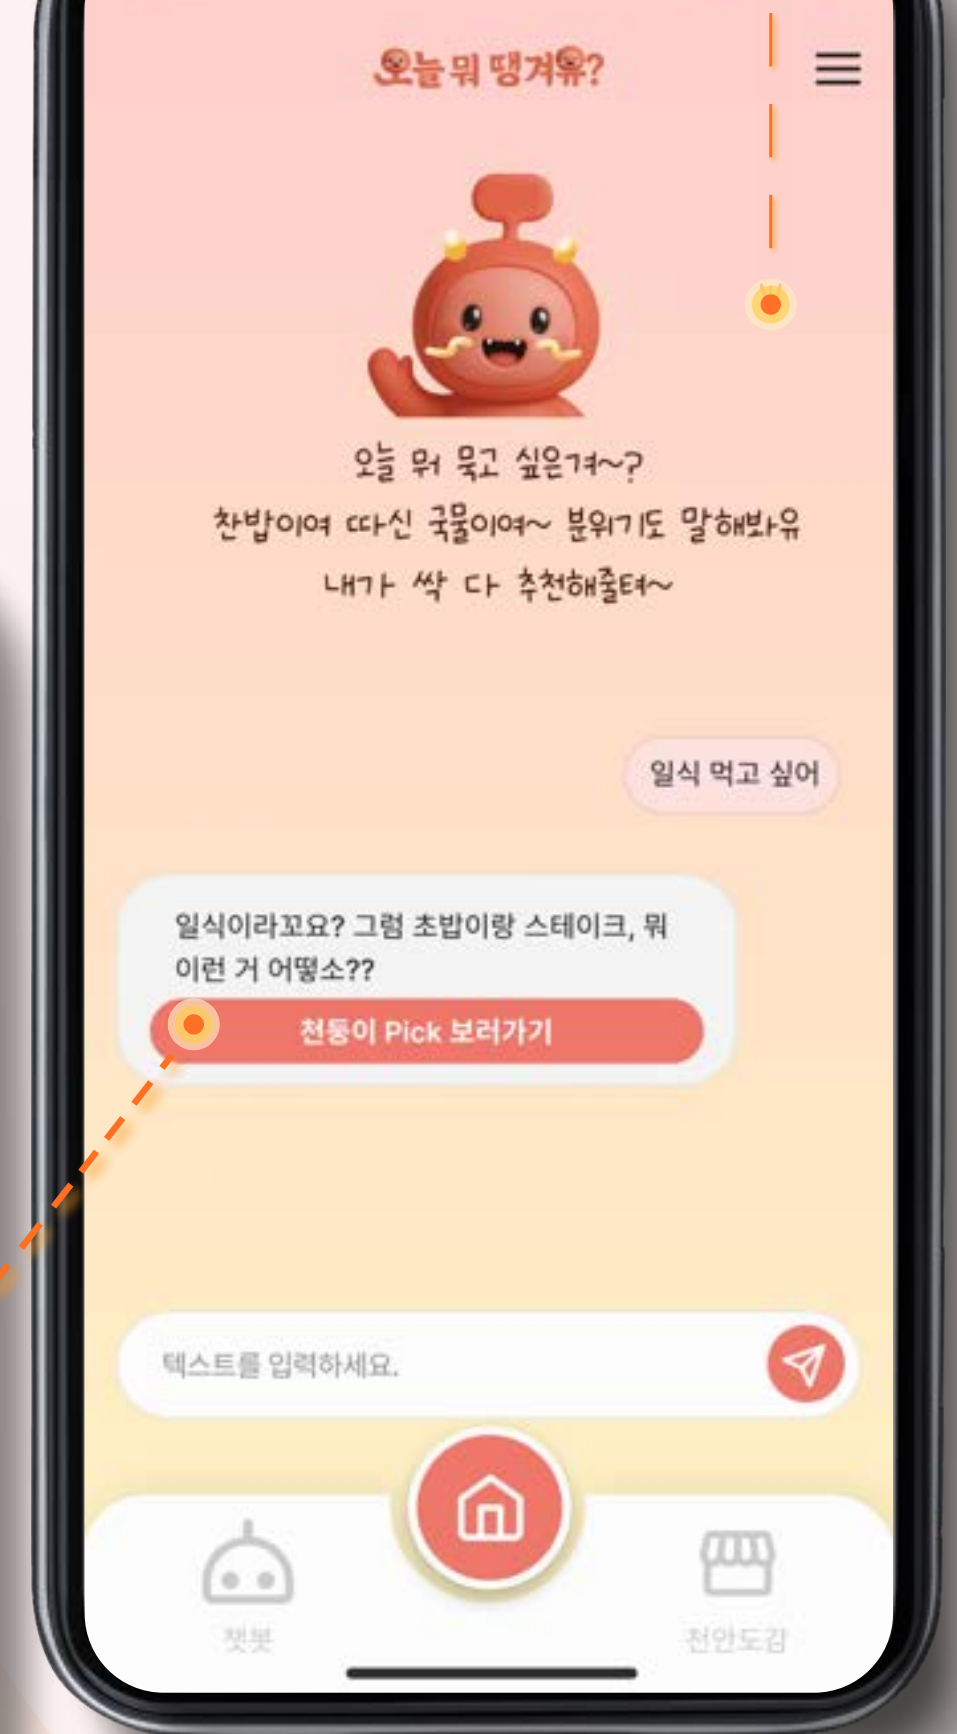 오늘 뭐 땡겨유?
오늘 뭐 묵고 싶은겨~?
찬밥이여 따신 국물이여~ 분위기도 말해봐유
내가 싹 다 추천해줄텨~
일식 먹고 싶어
일식이라꼬요? 그럼 초밥이랑 스테이크, 뭐
이런 거 어떻소??
천둥이 Pick 보러가기
텍스트를 입력하세요.
챗봇
천안도감